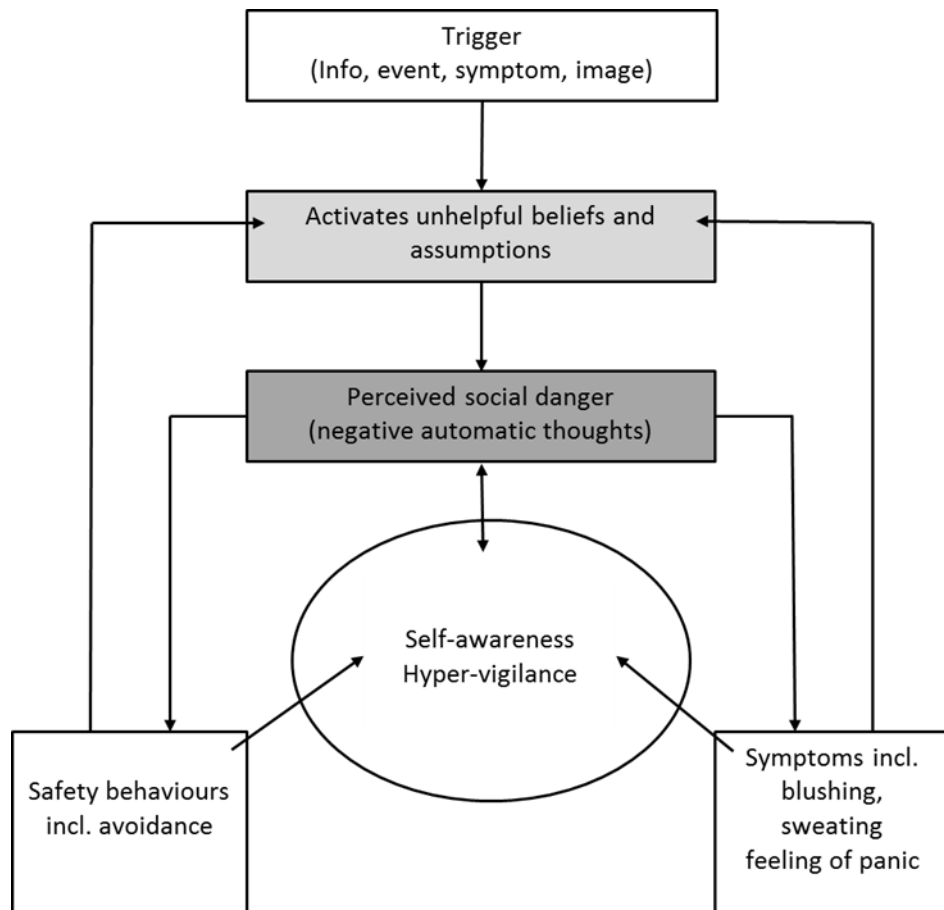 Trigger
(Info, event, symptom, image)
Activates unhelpful beliefs and
assumptions
Perceived social danger
(negative automatic thoughts)
Self-awareness
Hyper-vigilance
Safety behaviours
incl. avoidance
Symptoms incl.
blushing,
sweating
feeling of panic